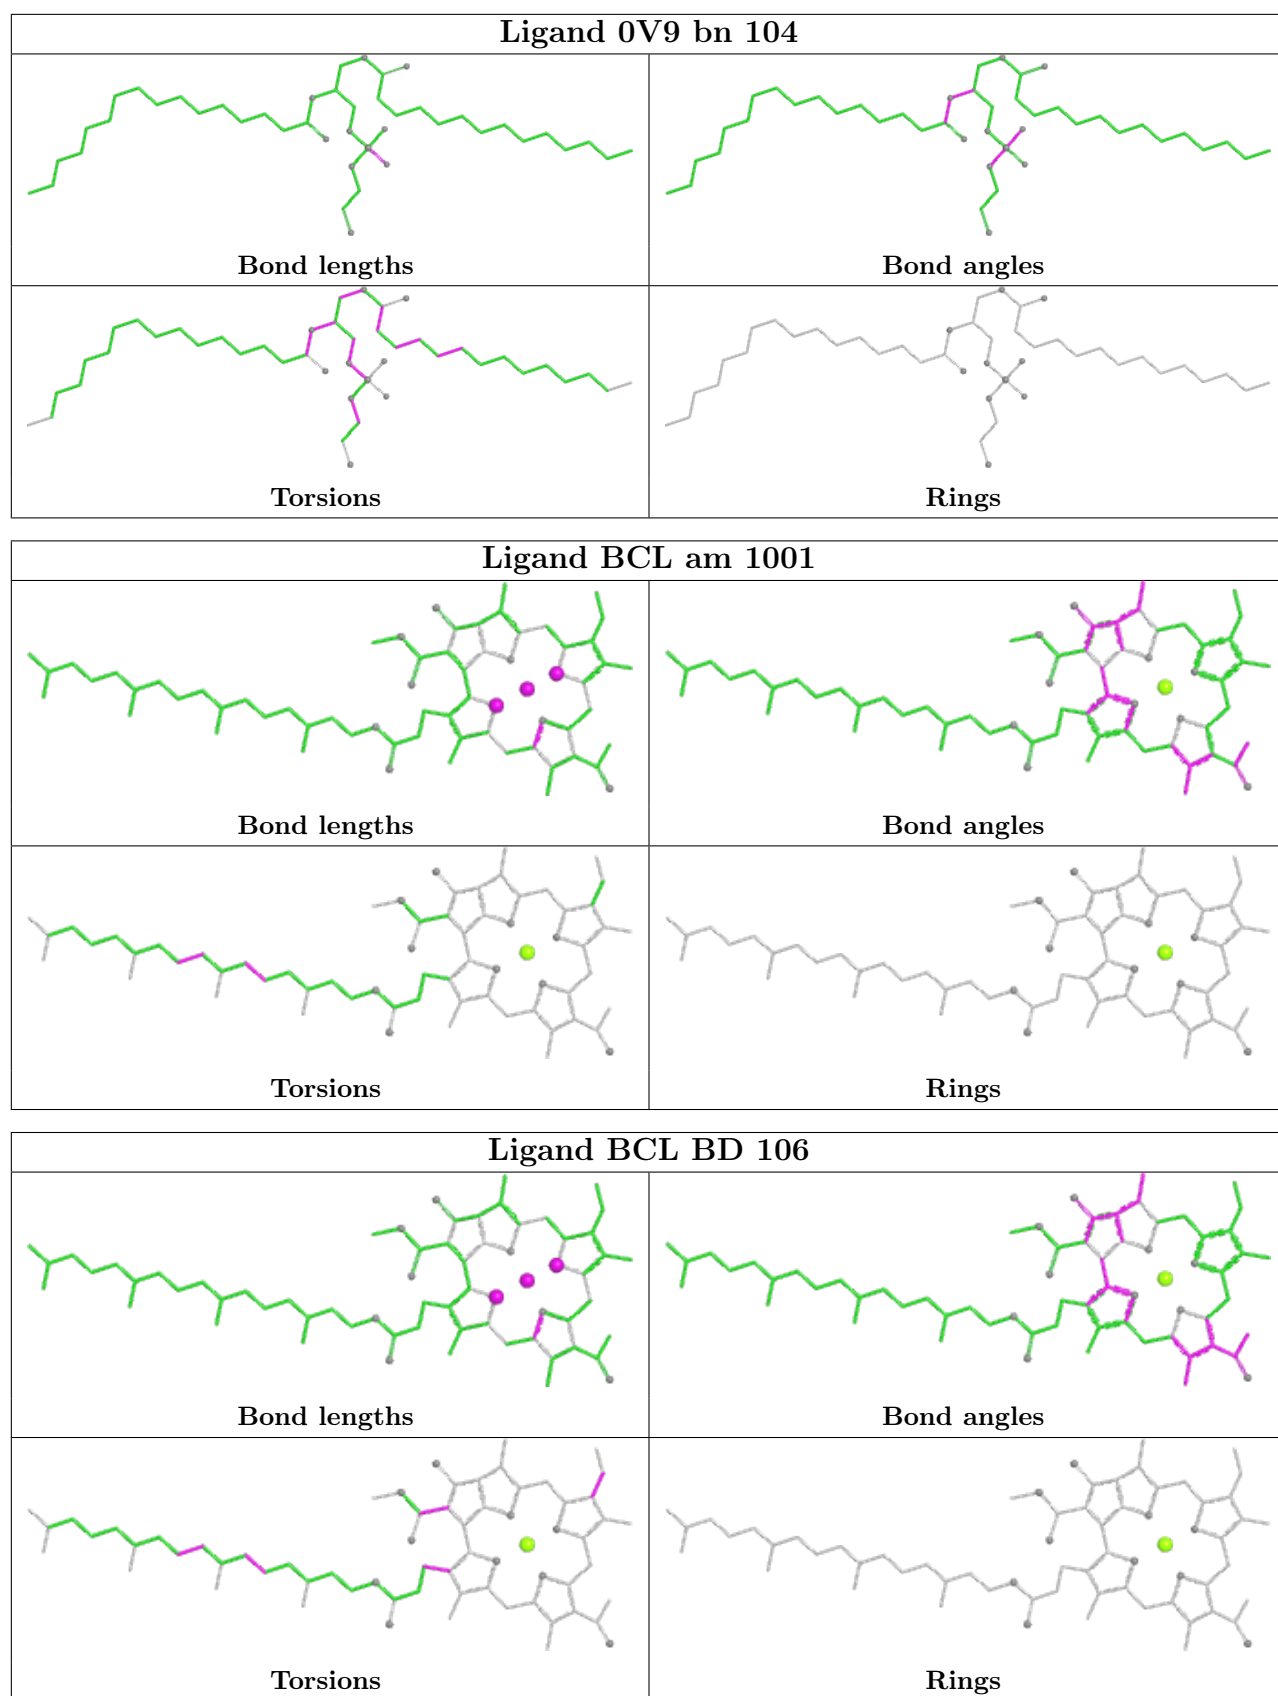 Ligand 0V9 bn 104
Bond lengths
Bond angles
Torsions
Rings
Ligand BCL am 1001
Bond lengths
Bond angles
Torsions
Rings
Ligand BCL BD 106
Bond lengths
Bond angles
Torsions
Rings